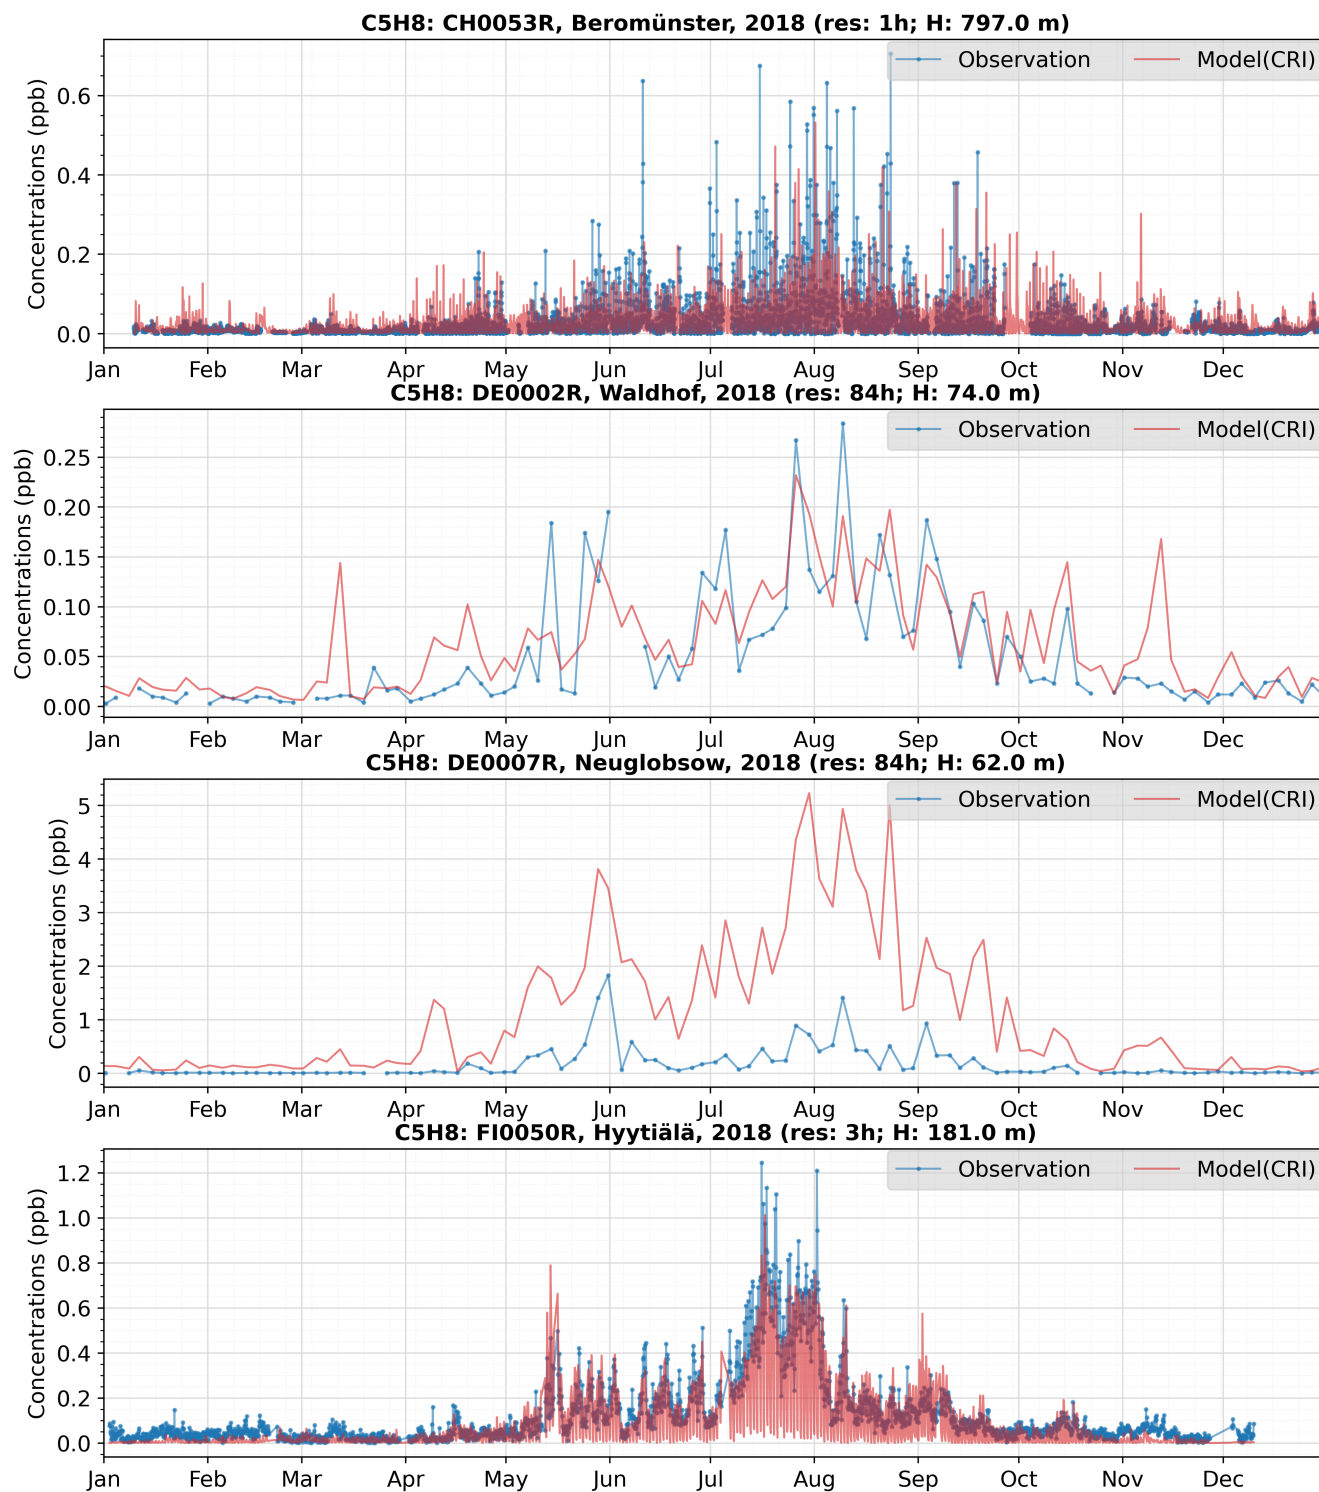 C5H8: CH0053R, Beromünster, 2018 (res: 1h; H: 797.0 m)
Observation Model(CRI)
Concentrations (ppb)
0.6
0.4
0.2
0.0
Jan Feb Mar Apr May Jun Jul Aug Sep Oct Nov Dec
C5H8: DE0002R, Waldhof, 2018 (res: 84h; H: 74.0 m)
Observation Model(CRI)
Concentrations (ppb)
0.25
0.20
0.15
0.10
0.05
0.00
Jan Feb Mar Apr May Jun Jul Aug Sep Oct Nov Dec
C5H8: DE0007R, Neuglobsow, 2018 (res: 84h; H: 62.0 m)
Observation Model(CRI)
Concentrations (ppb)
5
4
3
2
1
0
Jan Feb Mar Apr May Jun Jul Aug Sep Oct Nov Dec
C5H8: FI0050R, Hyytiälä, 2018 (res: 3h; H: 181.0 m)
Observation Model(CRI)
Concentrations (ppb)
1.2
1.0
0.8
0.6
0.4
0.2
0.0
Jan Feb Mar Apr May Jun Jul Aug Sep Oct Nov Dec